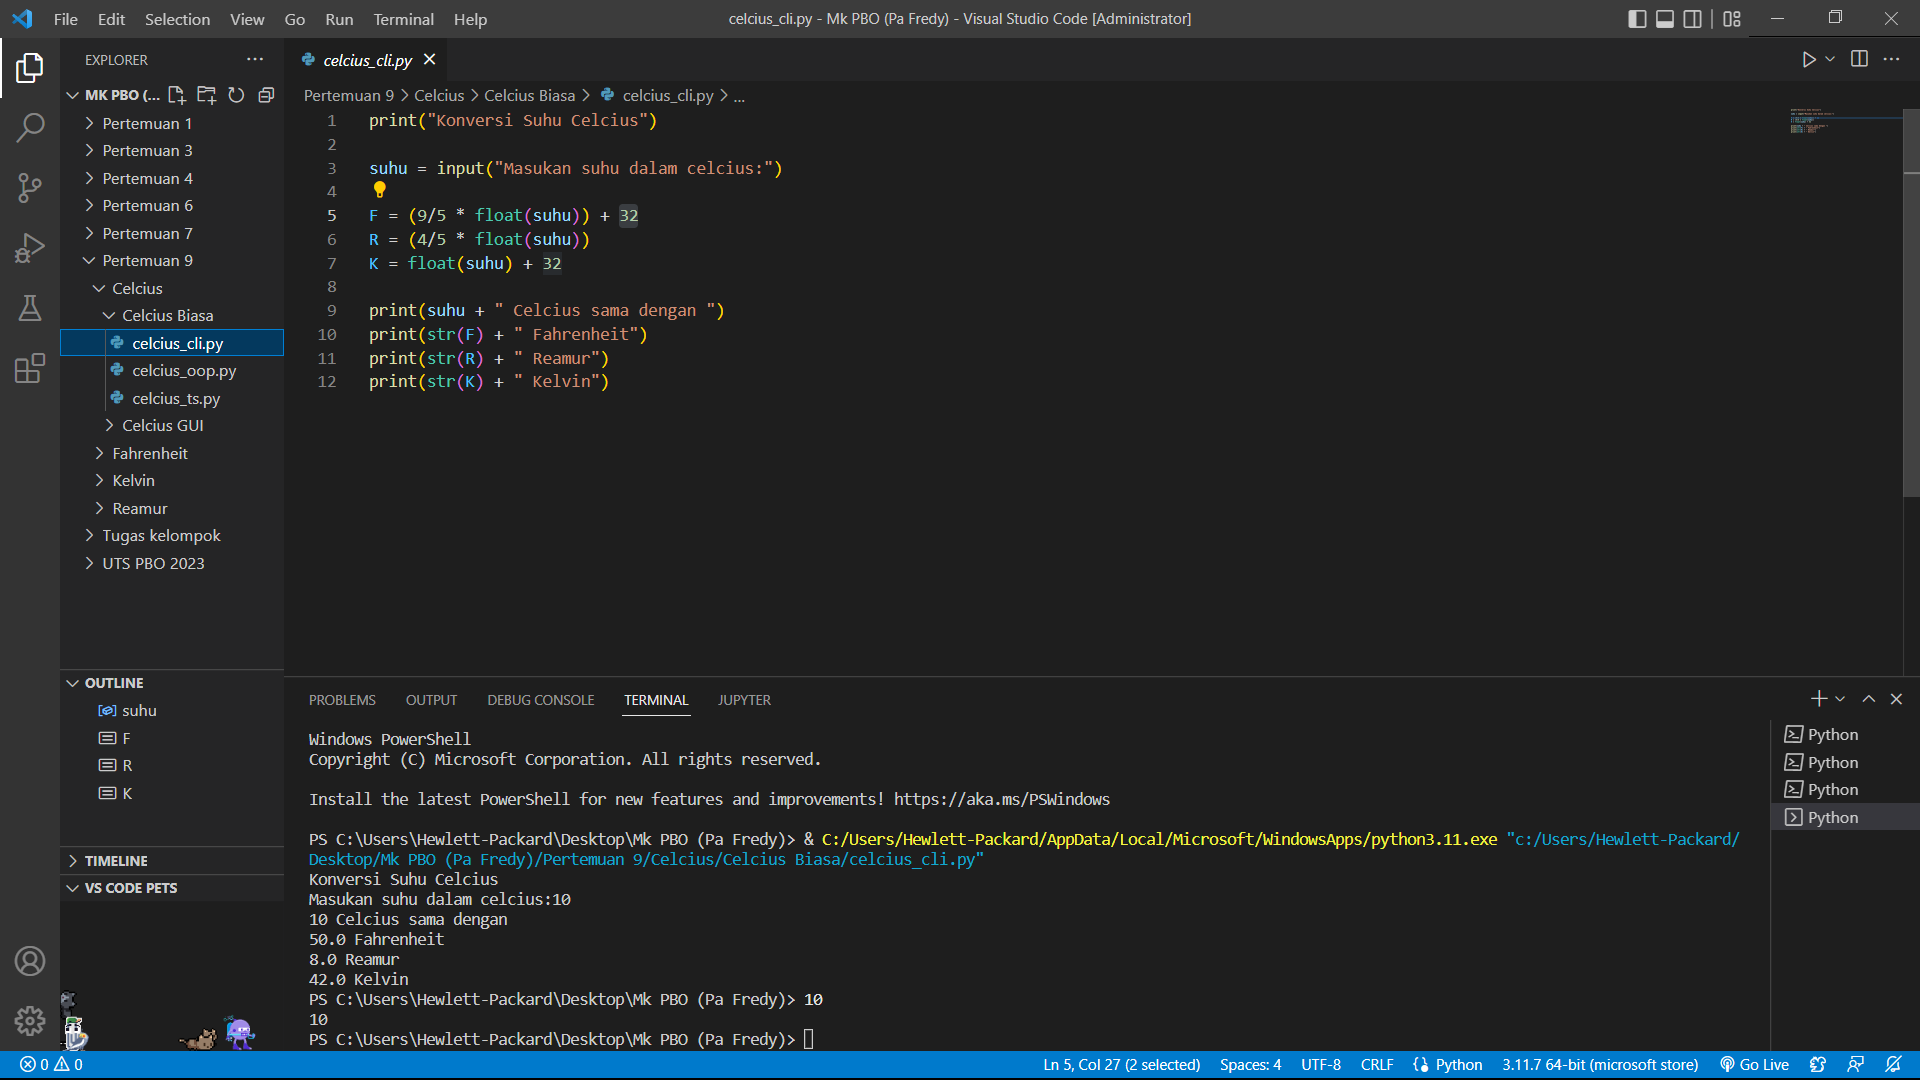 File Edit Selection View Go Run Terminal Help
celcius_cli.py - Mk PBO (Pa Fredy) - Visual Studio Code [Administrator]
EXPLORER
MK PBO (...
Pertemuan 1
Pertemuan 3
Pertemuan 4
Pertemuan 6
Pertemuan 7
Pertemuan 9
Celcius
Celcius Biasa
celcius_cli.py
celcius_oop.py
celcius_ts.py
Celcius GUI
Fahrenheit
Kelvin
Reamur
Tugas kelompok
UTS PBO 2023
OUTLINE
suhu
F
R
K
TIMELINE
VS CODE PETS
celcius_cli.py
Pertemuan 9 > Celcius > Celcius Biasa > celcius_cli.py > ...
1 print("Konversi Suhu Celcius")
2
3 suhu = input("Masukan suhu dalam celcius:")
4
5 F = (9/5 * float(suhu)) + 32
6 R = (4/5 * float(suhu))
7 K = float(suhu) + 32
8
9 print(suhu + " Celcius sama dengan ")
10 print(str(F) + " Fahrenheit")
11 print(str(R) + " Reamur")
12 print(str(K) + " Kelvin")
PROBLEMS OUTPUT DEBUG CONSOLE TERMINAL JUPYTER
Windows PowerShell
Copyright (C) Microsoft Corporation. All rights reserved.
Install the latest PowerShell for new features and improvements! https://aka.ms/PSWindows
PS C:\Users\Hewlett-Packard\Desktop\Mk PBO (Pa Fredy)> & C:/Users/Hewlett-Packard/AppData/Local/Microsoft/WindowsApps/python3.11.exe "c:/Users/Hewlett-Packard/
Desktop/Mk PBO (Pa Fredy)/Pertemuan 9/Celcius/Celcius Biasa/celcius_cli.py"
Konversi Suhu Celcius
Masukan suhu dalam celcius:10
10 Celcius sama dengan
50.0 Fahrenheit
8.0 Reamur
42.0 Kelvin
PS C:\Users\Hewlett-Packard\Desktop\Mk PBO (Pa Fredy)> 10
10
PS C:\Users\Hewlett-Packard\Desktop\Mk PBO (Pa Fredy)>
Python
Python
Python
Python
0 0
Ln 5, Col 27 (2 selected) Spaces: 4 UTF-8 CRLF Python 3.11.7 64-bit (microsoft store) Go Live